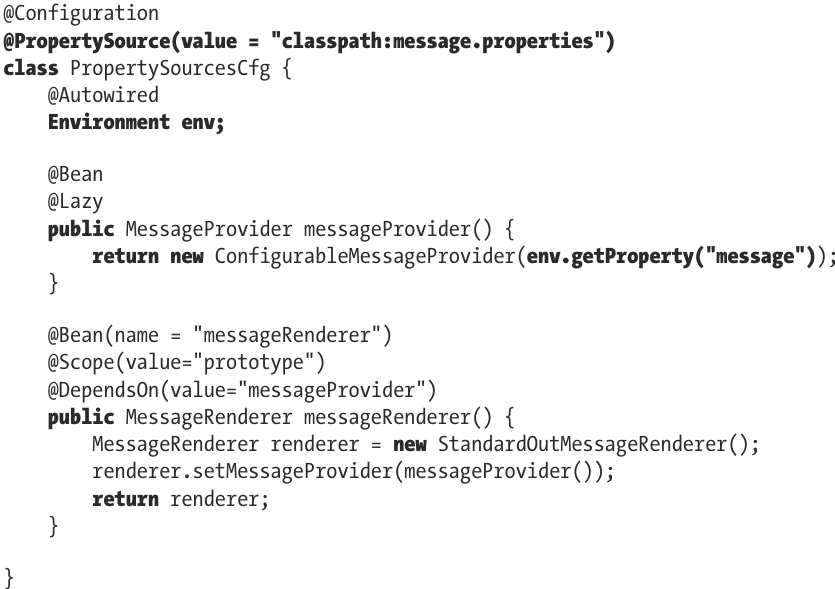 @Configuration
@PropertySource(value = "classpath:message.properties")
class PropertySourcesCfg {
    @Autowired
    Environment env;

    @Bean
    @Lazy
    public MessageProvider messageProvider() {
        return new ConfigurableMessageProvider(env.getProperty("message"));
    }

    @Bean(name = "messageRenderer")
    @Scope(value="prototype")
    @DependsOn(value="messageProvider")
    public MessageRenderer messageRenderer() {
        MessageRenderer renderer = new StandardOutMessageRenderer();
        renderer.setMessageProvider(messageProvider());
        return renderer;
    }

}